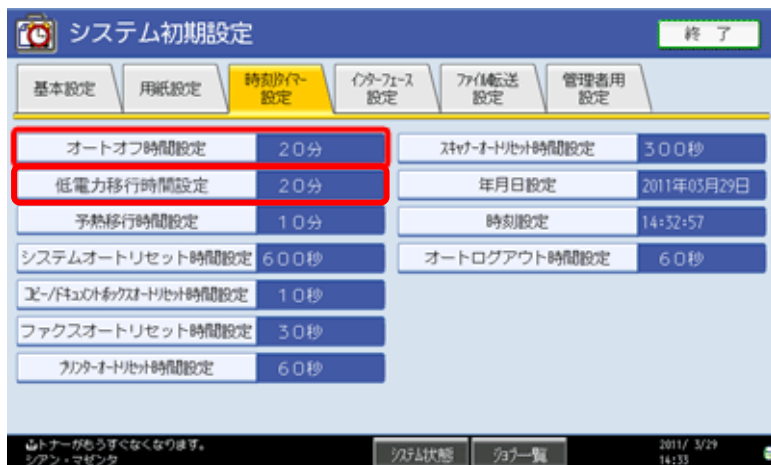 システム初期設定
終 了
基本設定
用紙設定
時刻タイマー
設定
インターフェース
設定
ファイル転送
設定
管理者用
設定
オートオフ時間設定 20分
低電力移行時間設定 20分
予熱移行時間設定 10分
システムオートリセット時間設定 600秒
コピー/ドキュメントボックスオートリセット時間設定 10秒
ファクスオートリセット時間設定 30秒
プリンターオートリセット時間設定 60秒
スキャナーオートリセット時間設定 300秒
年月日設定 2011年03月29日
時刻設定 14:32:57
オートログアウト時間設定 60秒
トナーがもうすぐなくなります。
シアン・マゼンタ
システム状態
ジョブ一覧
2011/ 3/29
14:33